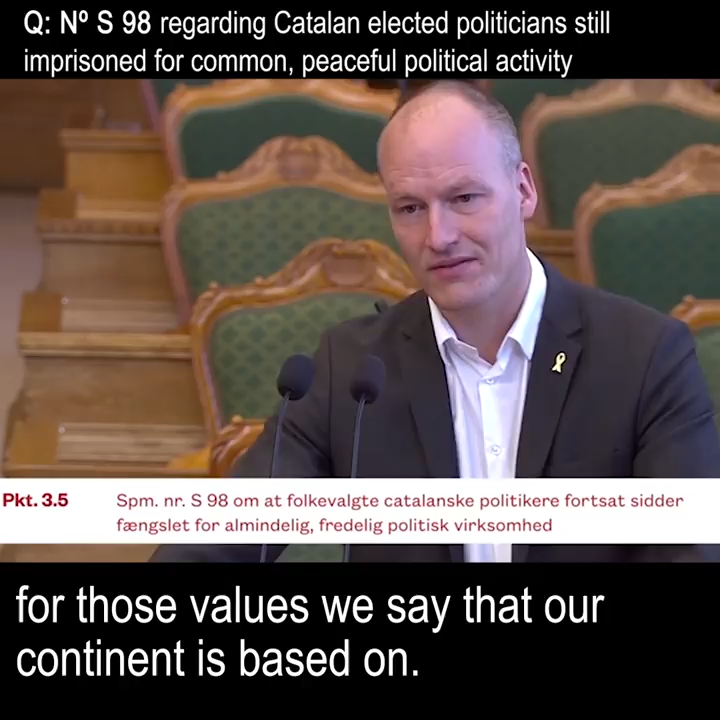 Q: Nº S 98 regarding Catalan elected politicians still
imprisoned for common, peaceful political activity
Pkt. 3.5
Spm. nr. S 98 om at folkevalgte catalanske politikere fortsat sidder
fængslet for almindelig, fredelig politisk virksomhed
for those values we say that our
continent is based on.